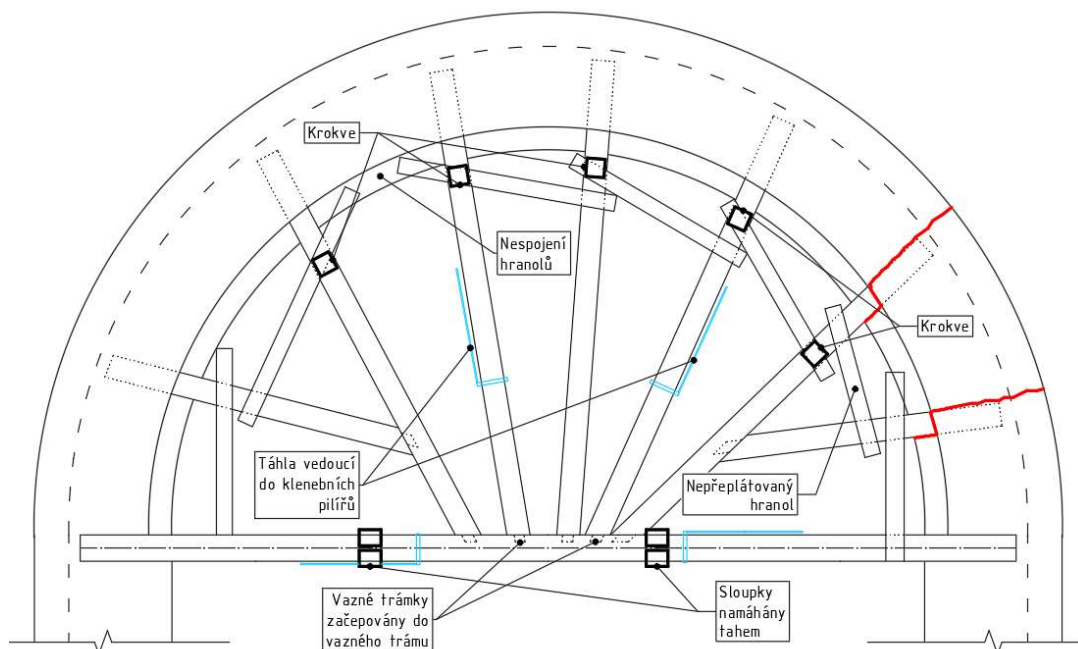 Krokve
Nespojení
hranolů
Krokve
Táhla vedoucí
do klenebních
pilířů
Nepřeplátovaný
hranol
Vazné trámky
začepovány do
vazného trámu
Sloupky
namáhány
tahem